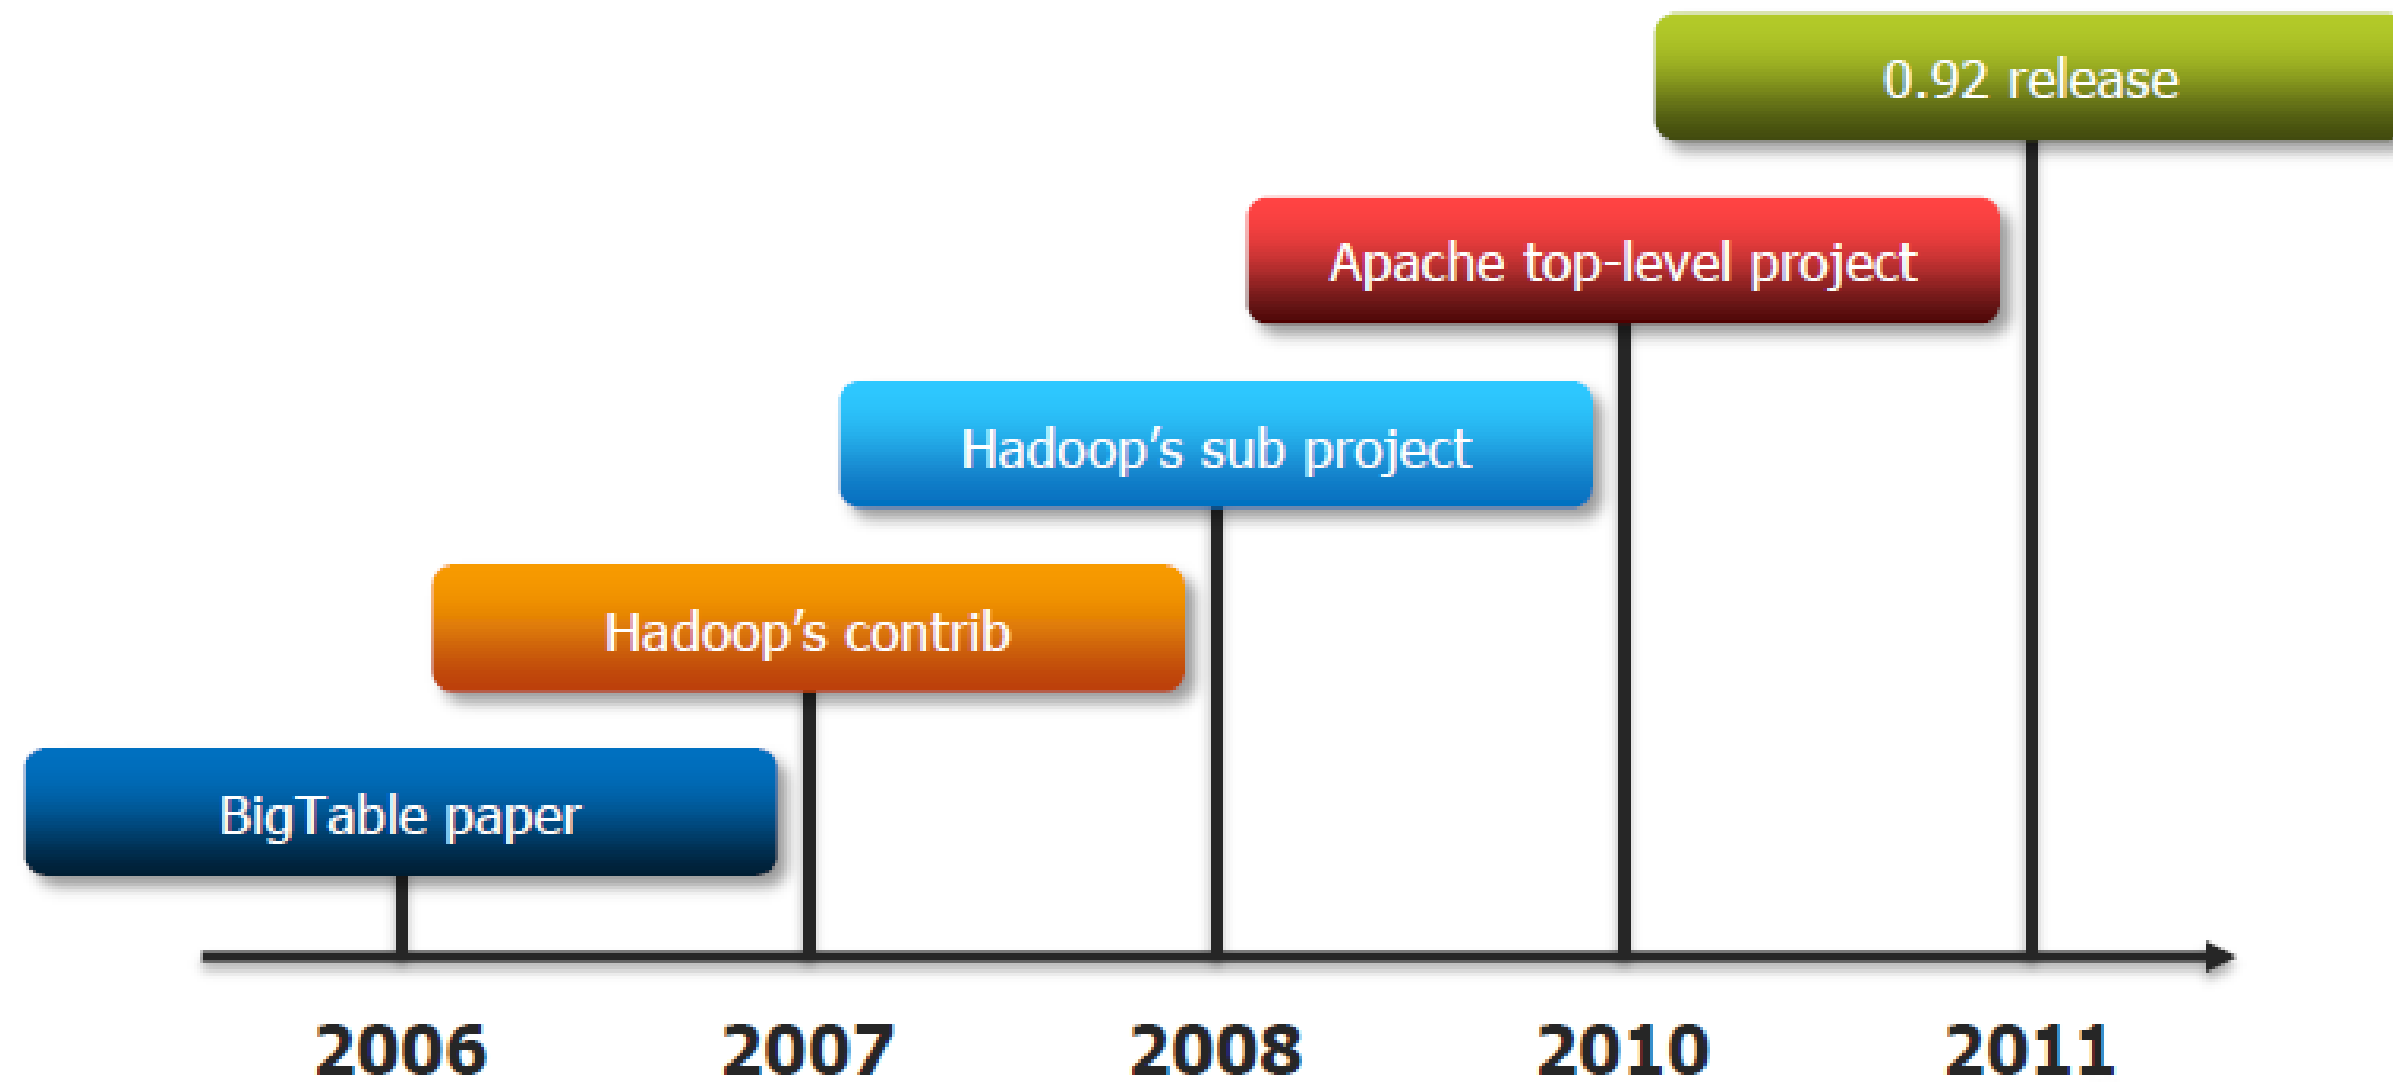 0.92 release
Apache top-level project
Hadoop’s sub project
Hadoop’s contrib
BigTable paper
2006 2007 2008 2010 2011